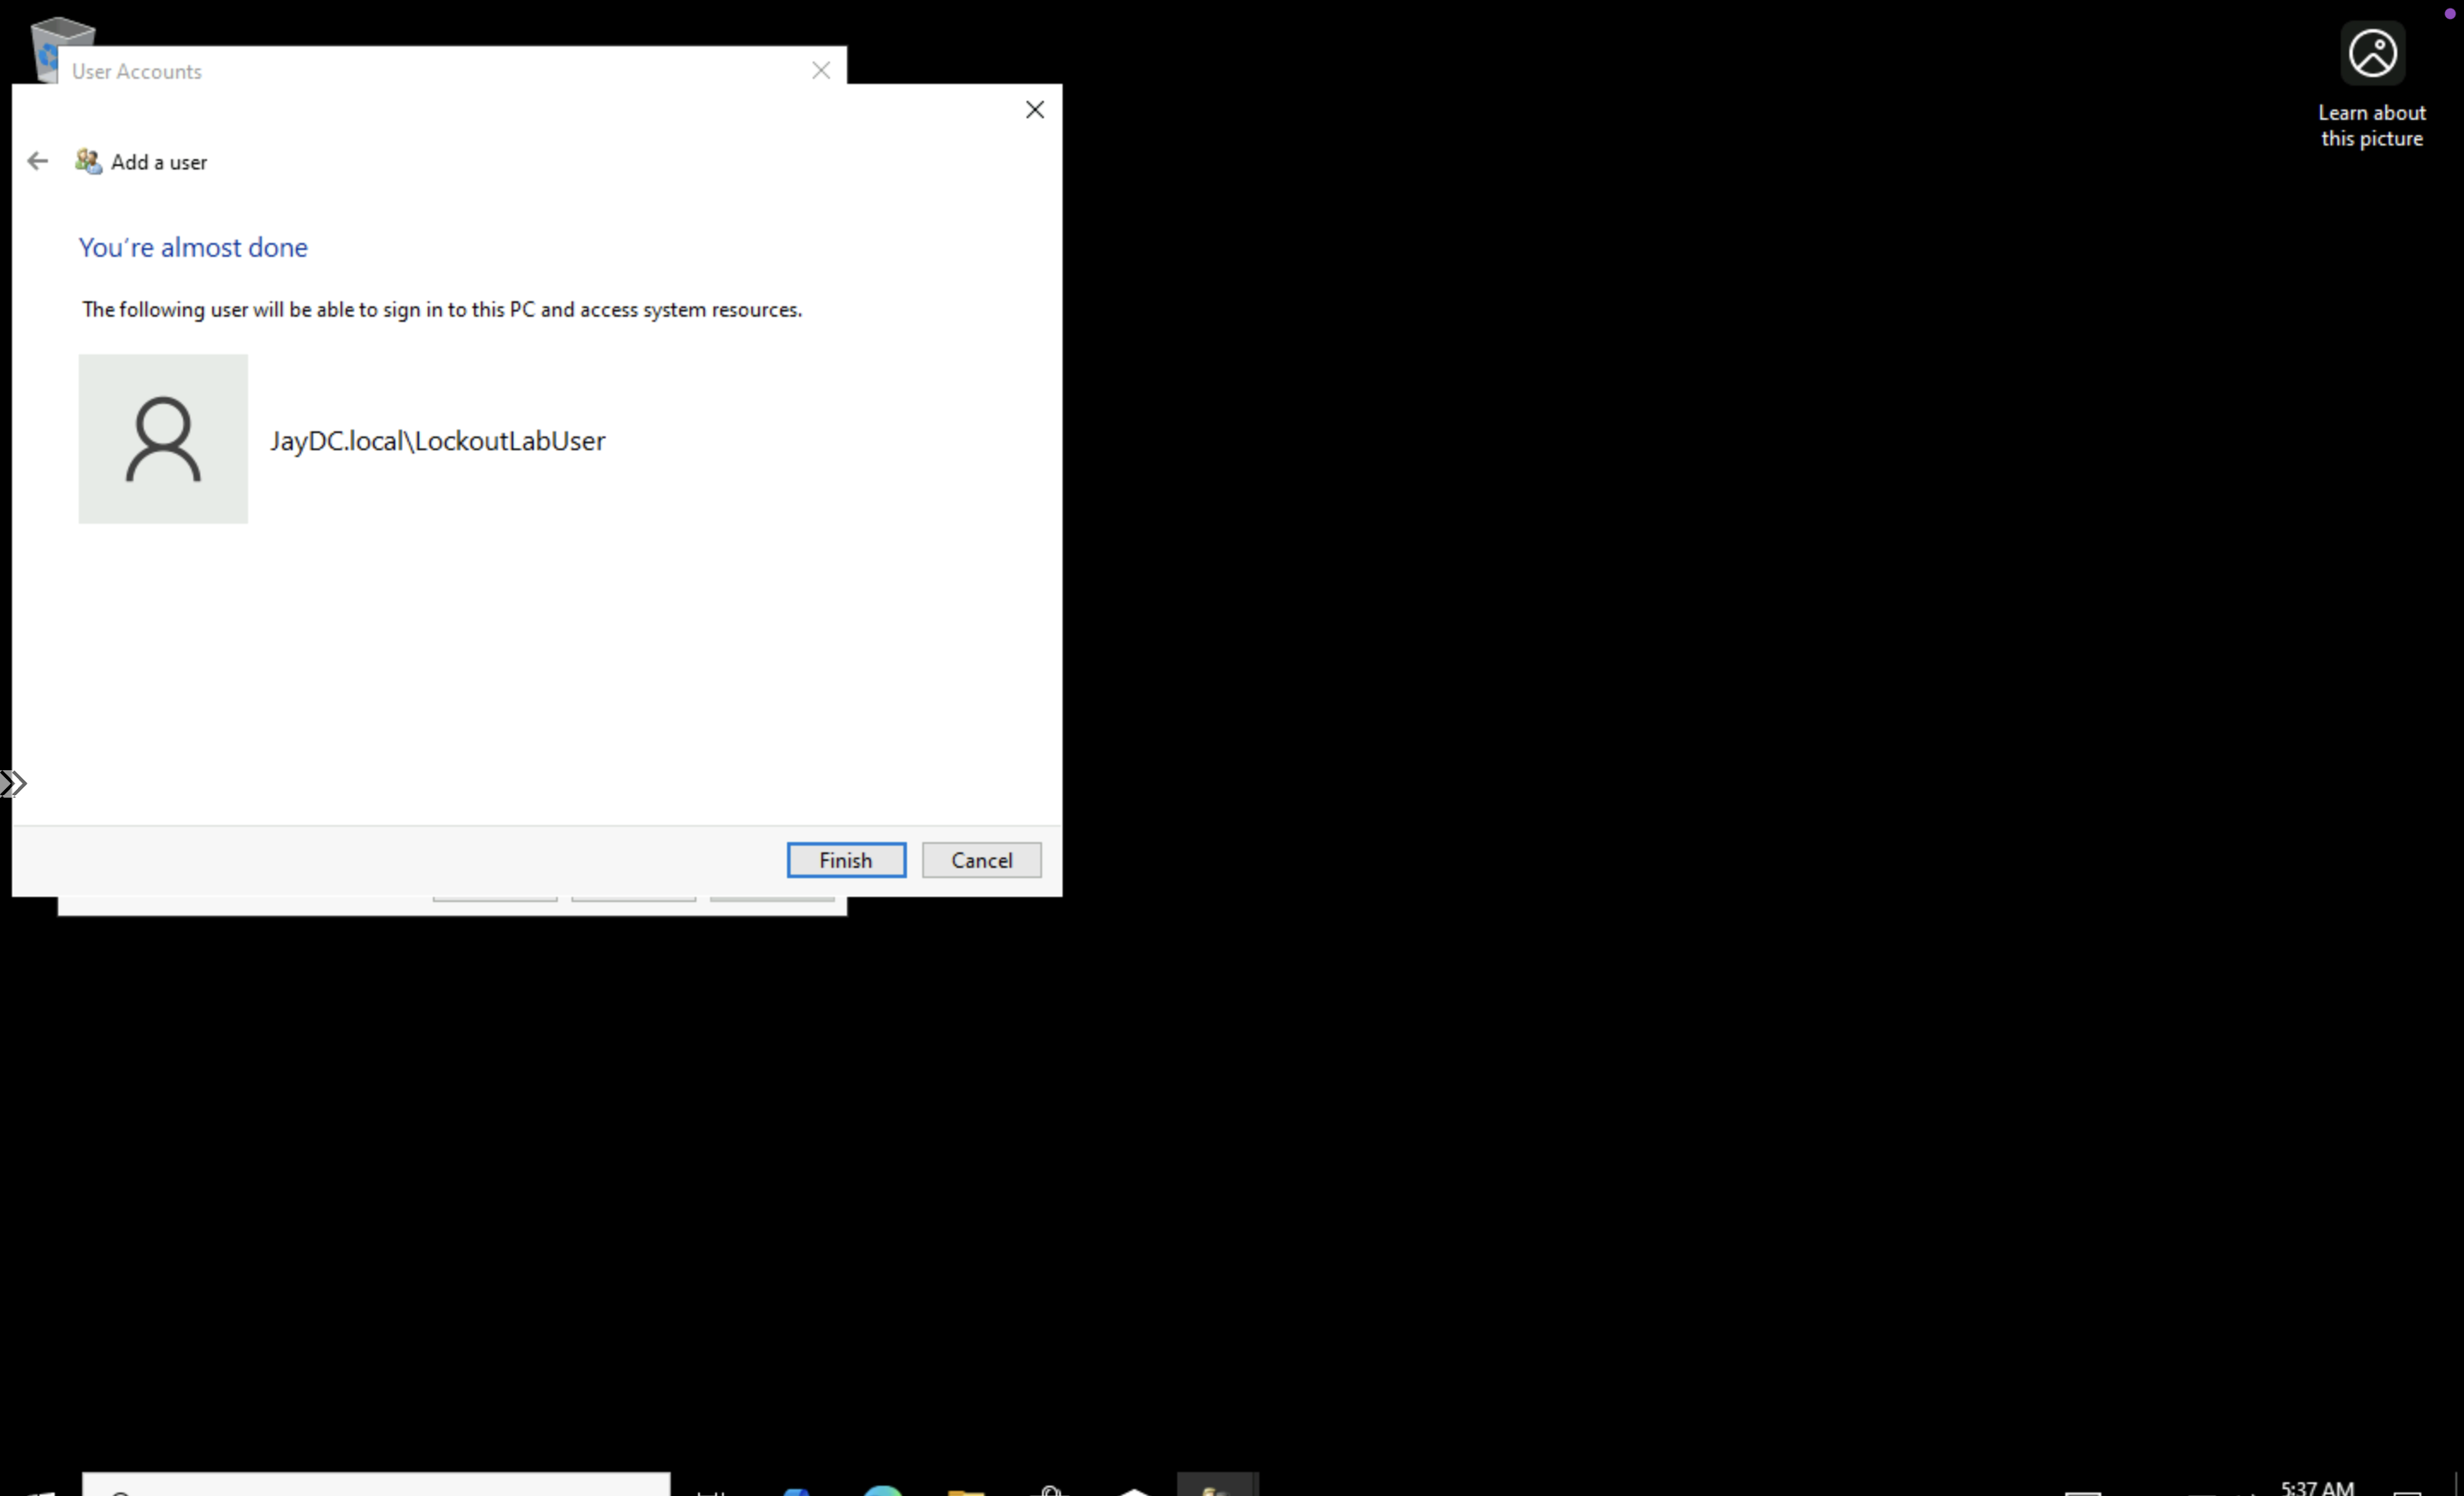 User Accounts
Learn about
this picture
Add a user
You're almost done
The following user will be able to sign in to this PC and access system resources.
JayDC.local\LockoutLabUser
Finish
Cancel
5:37 AM